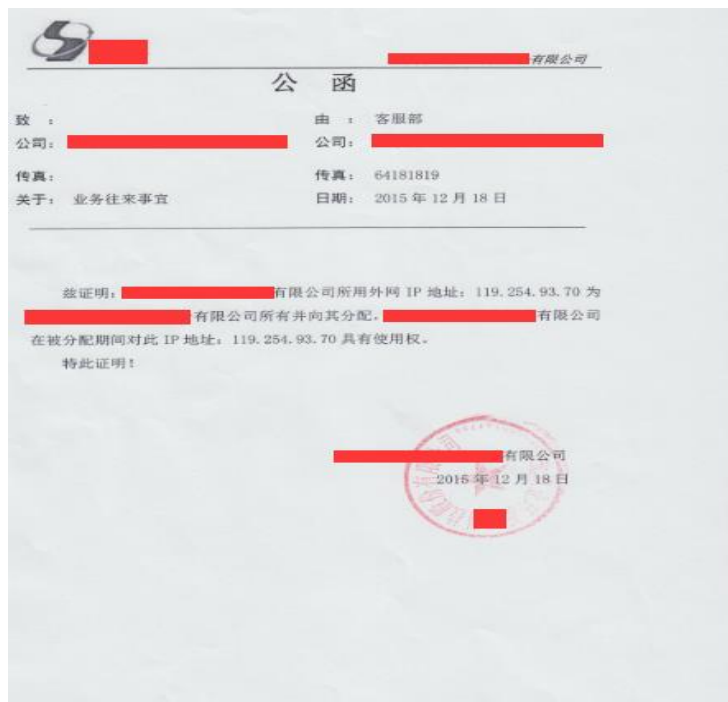 有限公司
公 函
致 : 由 : 客服部
公司: 公司:
传真: 传真: 64181819
关于: 业务往来事宜 日期: 2015 年 12 月 18 日
兹证明: 有限公司所用外网 IP 地址: 119.254.93.70 为
有限公司所有并向其分配。 有限公司
在被分配期间对此 IP 地址: 119.254.93.70 具有使用权。
特此证明!
有限公司
2015 年 12 月 18 日